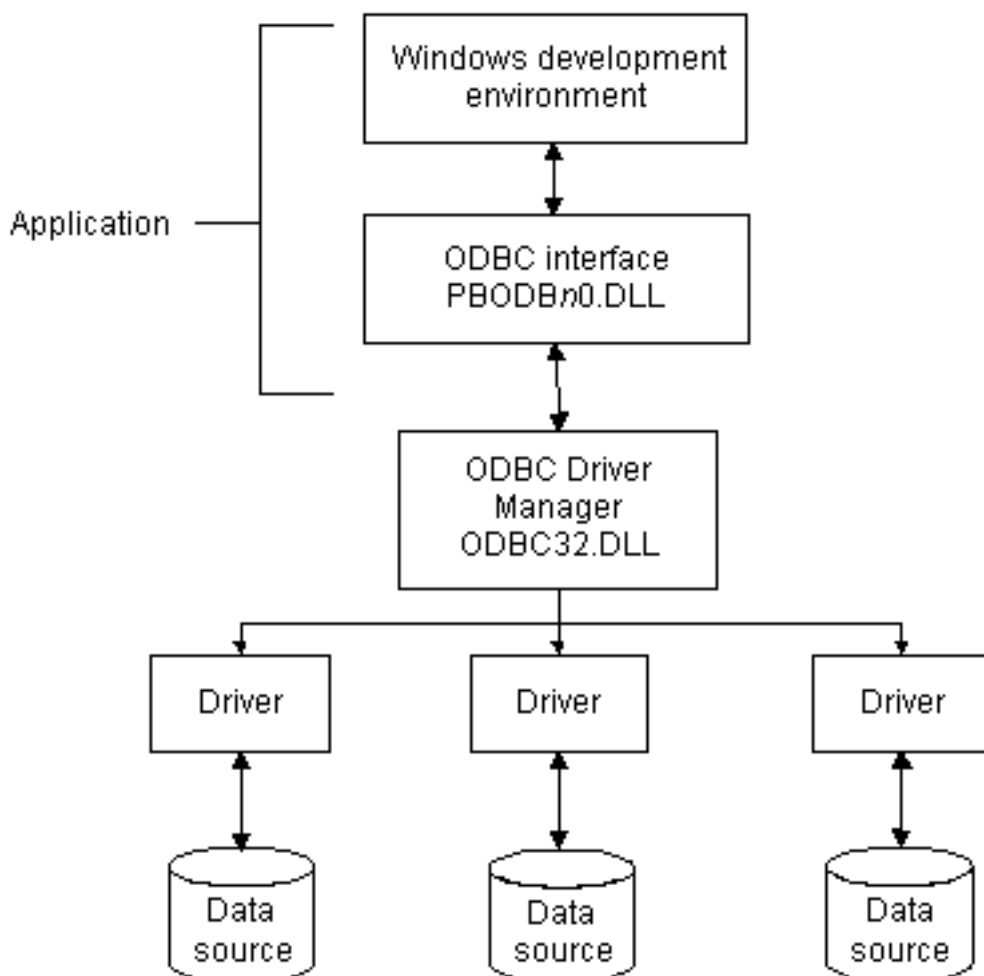 Windows development
environment
Application
ODBC interface
PBODBn0.DLL
ODBC Driver
Manager
ODBC32.DLL
Driver
Driver
Driver
Data
source
Data
source
Data
source